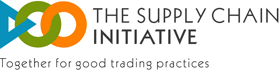 THE SUPPLY CHAIN
INITIATIVE
Together for good trading practices